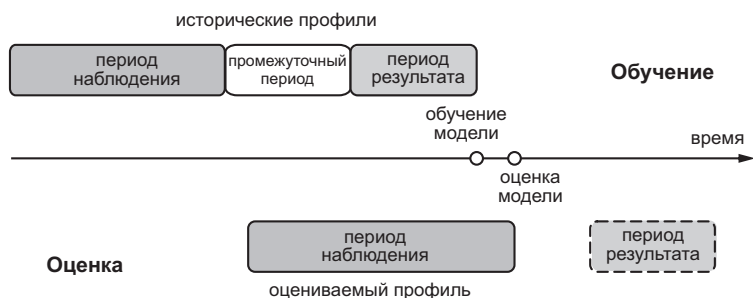 исторические профили
период
наблюдения
промежуточный
период
период
результата
Обучение
обучение
модели
время
оценка
модели
Оценка
период
наблюдения
период
результата
оцениваемый профиль